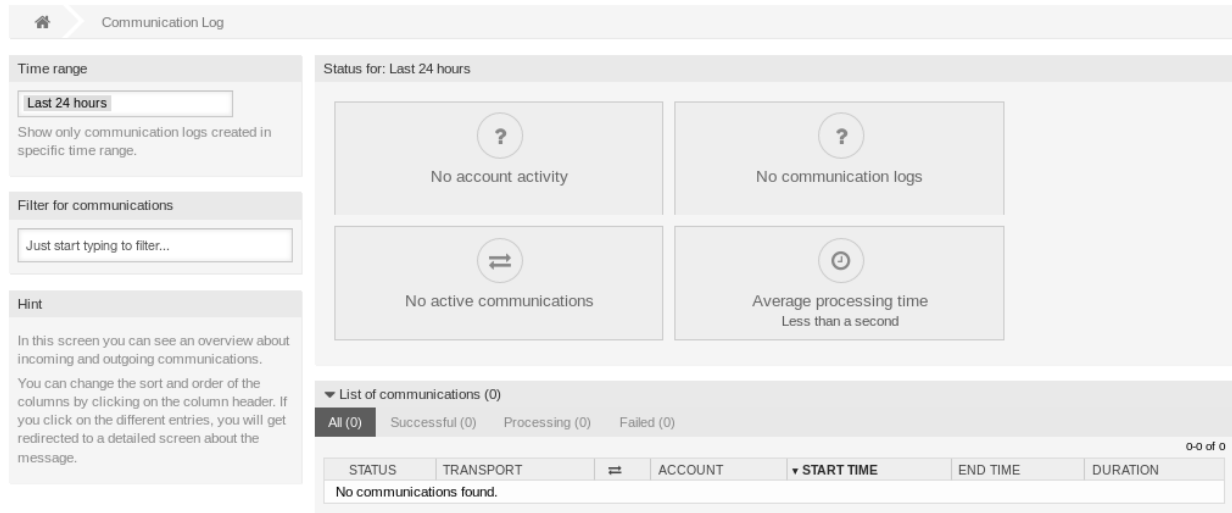 Communication Log
Time range
Last 24 hours
Show only communication logs created in
specific time range.
Filter for communications
Just start typing to filter...
Hint
In this screen you can see an overview about
incoming and outgoing communications.
You can change the sort and order of the
columns by clicking on the column header. If
you click on the different entries, you will get
redirected to a detailed screen about the
message.
Status for: Last 24 hours
?
No account activity
?
No communication logs
No active communications
Average processing time
Less than a second
List of communications (0)
All (0) Successful (0) Processing (0) Failed (0)
0-0 of 0
STATUS TRANSPORT ACCOUNT START TIME END TIME DURATION
No communications found.